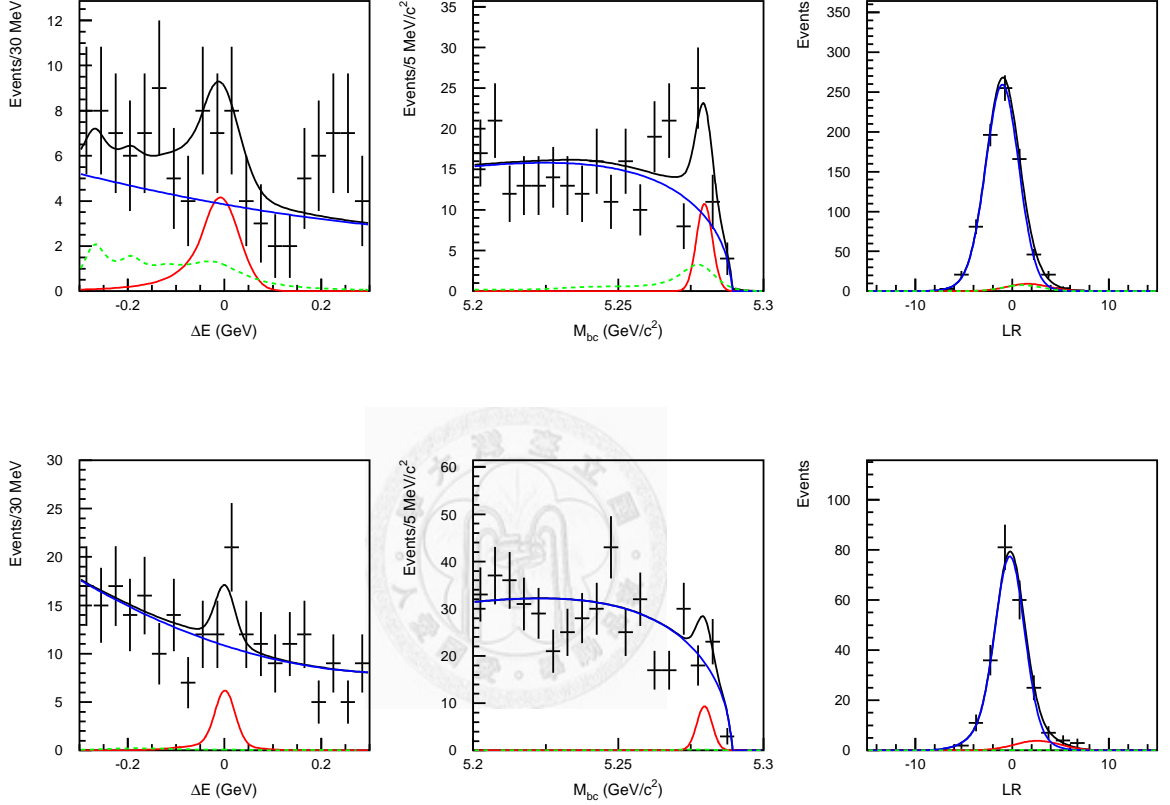 Events/30 MeV
12
10
8
6
4
2
0
-0.2 0 0.2
ΔE (GeV)
Events/5 MeV/c²
35
30
25
20
15
10
5
0
5.2 5.25 5.3
M_bc (GeV/c²)
Events
350
300
250
200
150
100
50
0
-10 0 10
LR
Events/30 MeV
30
25
20
15
10
5
0
-0.2 0 0.2
ΔE (GeV)
Events/5 MeV/c²
60
50
40
30
20
10
0
5.2 5.25 5.3
M_bc (GeV/c²)
Events
100
80
60
40
20
0
-10 0 10
LR